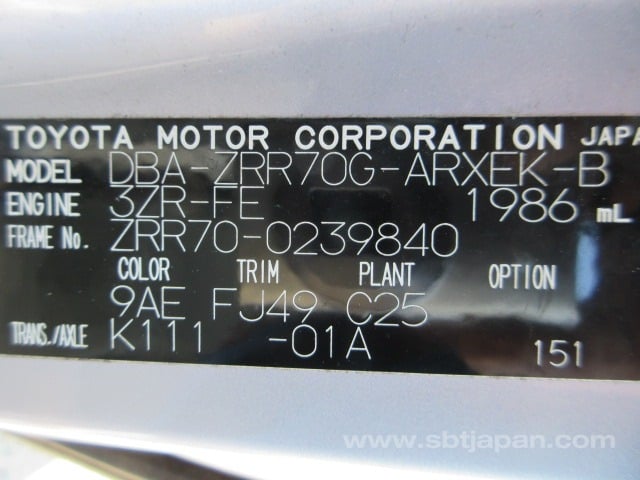 TOYOTA MOTOR CORPORATION JAPA
MODEL DBA-ZRR70G-ARXEK-B
ENGINE 3ZR-FE 1986 mL
FRAME No. ZRR70-0239840
COLOR TRIM PLANT OPTION
9AE FJ49 C25
TRANS./AXLE K111 -01A 151
www.sbtjapan.com